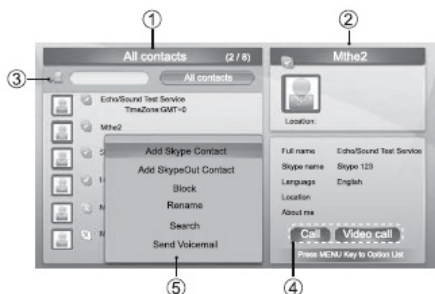 ① ②
All contacts (2 / 8)
Mthe2
③
All contacts
Echo/Sound Test Service
TimeZone:GMT=0
Mthe2
S
M
M
Add Skype Contact
Add SkypeOut Contact
Block
Rename
Search
Send Voicemail
Location:
Full name Echo/Sound Test Service
Skype name Skype 123
Language English
Location
About me
Call Video call
Press MENU Key to Option List
④
⑤